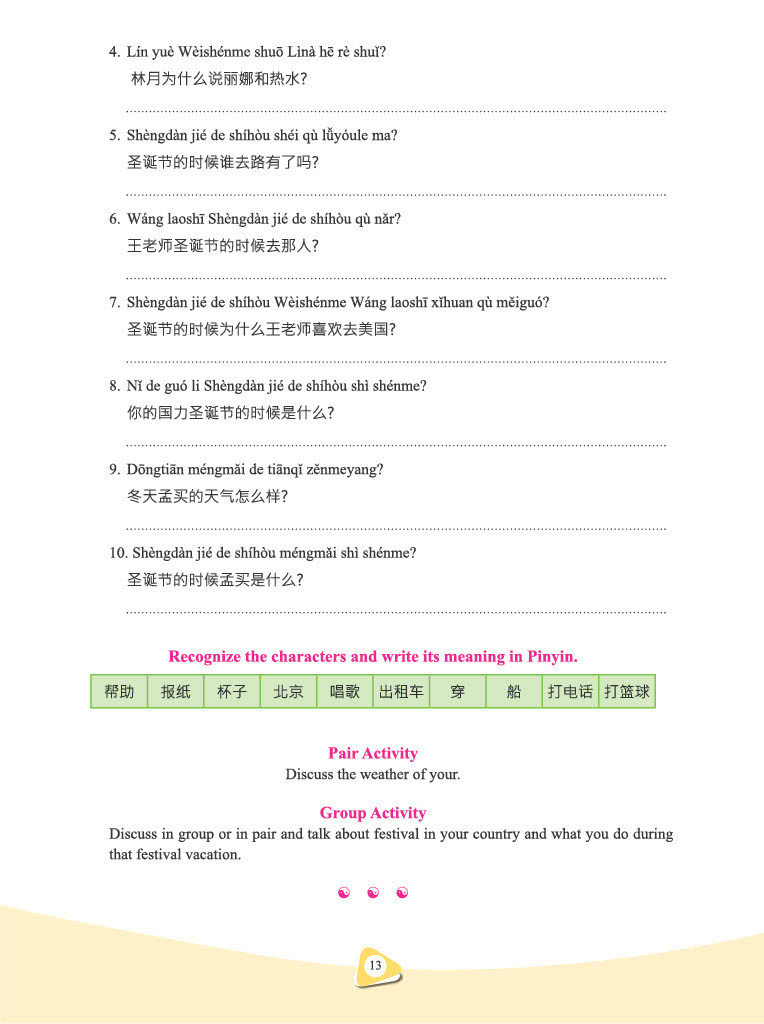 4. Lín yuè Wèishénme shuō Lìnà hē rè shuǐ?
林月为什么说丽娜和热水?
5. Shèngdàn jié de shíhòu shéi qù lǚyóule ma?
圣诞节的时候谁去路有了吗?
6. Wáng laoshī Shèngdàn jié de shíhòu qù nǎr?
王老师圣诞节的时候去那人?
7. Shèngdàn jié de shíhòu Wèishénme Wáng laoshī xǐhuan qù měiguó?
圣诞节的时候为什么王老师喜欢去美国?
8. Nǐ de guó li Shèngdàn jié de shíhòu shì shénme?
你的国力圣诞节的时候是什么?
9. Dōngtiān méngmǎi de tiānqǐ zěnmeyang?
冬天孟买的天气怎么样?
10. Shèngdàn jié de shíhòu méngmǎi shì shénme?
圣诞节的时候孟买是什么?
Recognize the characters and write its meaning in Pinyin.
帮助 报纸 杯子 北京 唱歌 出租车 穿 船 打电话 打篮球
Pair Activity
Discuss the weather of your.
Group Activity
Discuss in group or in pair and talk about festival in your country and what you do during
that festival vacation.
13